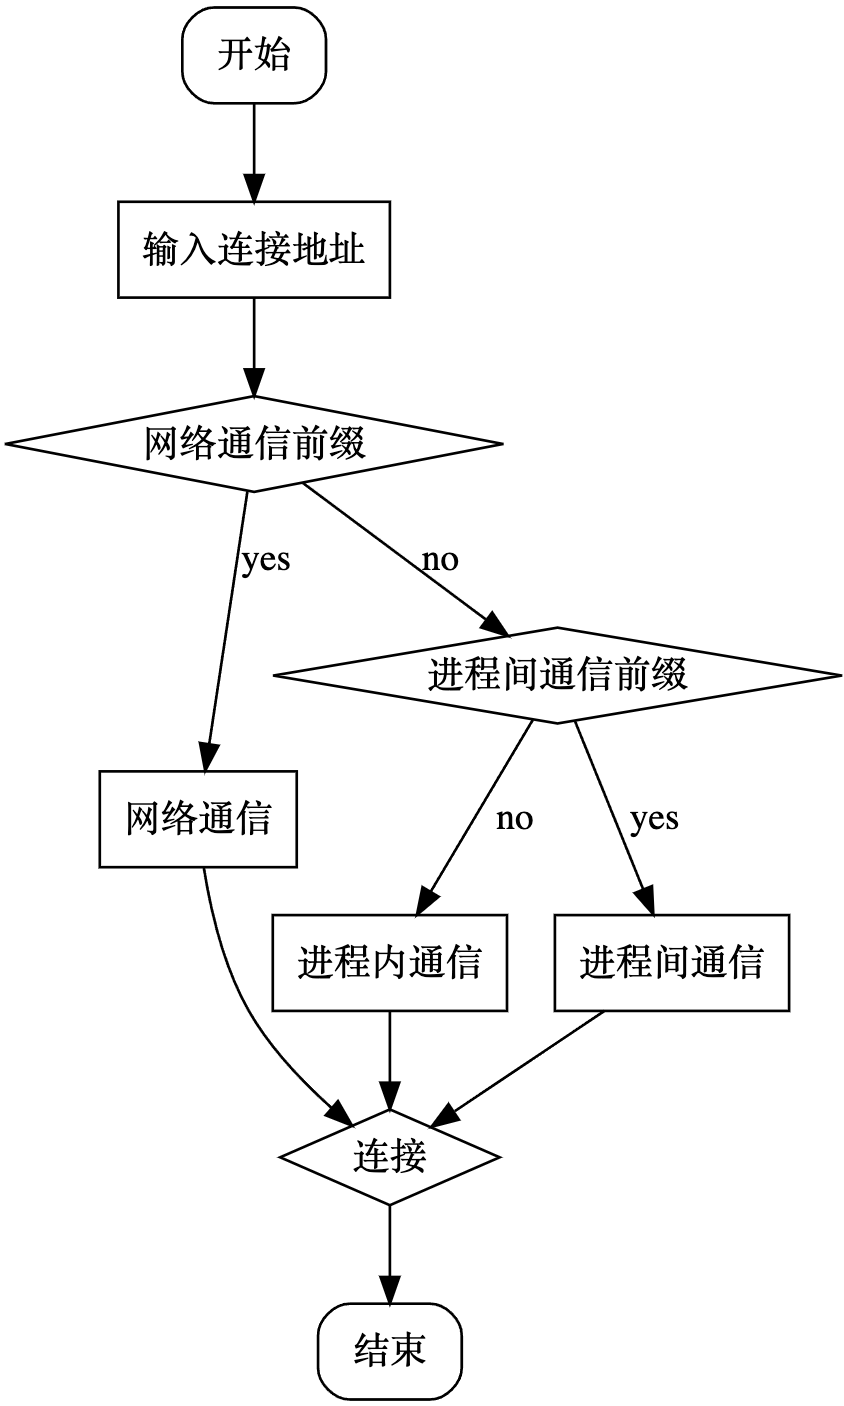 开始
输入连接地址
网络通信前缀
yes
no
进程间通信前缀
网络通信
no
yes
进程内通信
进程间通信
连接
结束